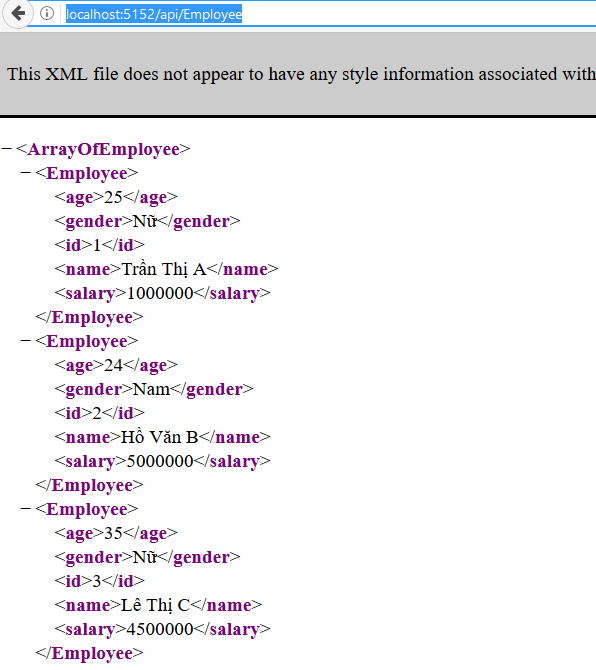 localhost:5152/api/Employee
This XML file does not appear to have any style information associated with
−<ArrayOfEmployee>
−<Employee>
<age>25</age>
<gender>Nữ</gender>
<id>1</id>
<name>Trần Thị A</name>
<salary>1000000</salary>
</Employee>
−<Employee>
<age>24</age>
<gender>Nam</gender>
<id>2</id>
<name>Hồ Văn B</name>
<salary>5000000</salary>
</Employee>
−<Employee>
<age>35</age>
<gender>Nữ</gender>
<id>3</id>
<name>Lê Thị C</name>
<salary>4500000</salary>
</Employee>